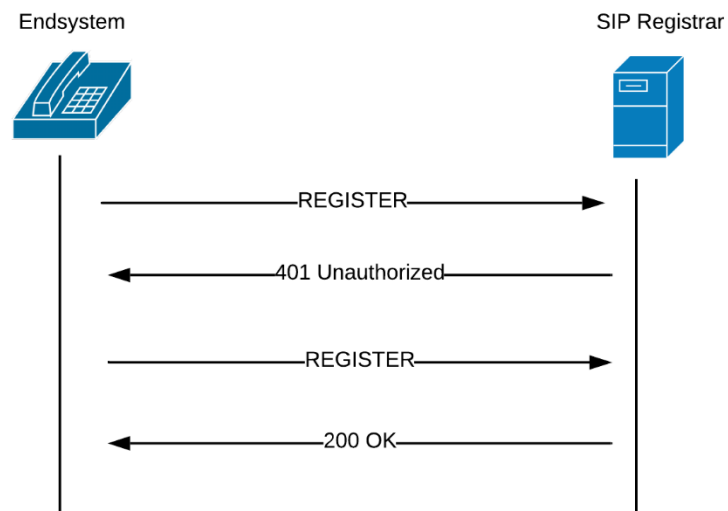 Endsystem
SIP Registrar
REGISTER
401 Unauthorized
REGISTER
200 OK